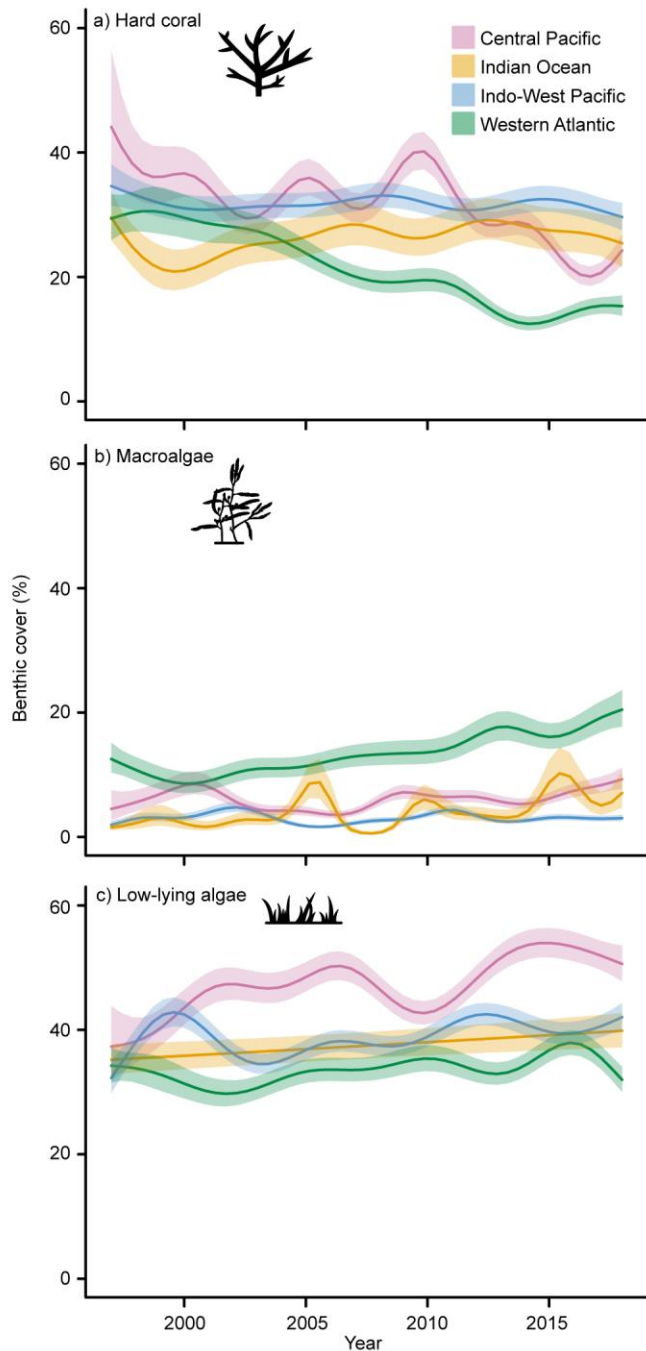 a) Hard coral
Central Pacific
Indian Ocean
Indo-West Pacific
Western Atlantic
60
40
20
0
b) Macroalgae
60
40
20
0
Benthic cover (%)
c) Low-lying algae
60
40
20
0
2000 2005 2010 2015
Year